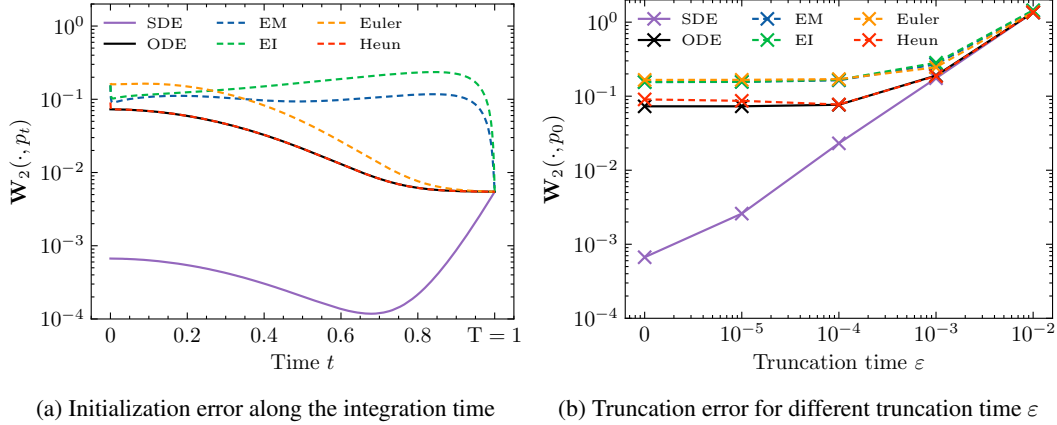 SDE EM Euler
ODE EI Heun
10^0
10^{-1}
10^{-2}
10^{-3}
10^{-4}
W_2(·, p_t)
0 0.2 0.4 0.6 0.8 T = 1
Time t
(a) Initialization error along the integration time
SDE EM Euler
ODE EI Heun
10^0
10^{-1}
10^{-2}
10^{-3}
10^{-4}
W_2(·, p_0)
0 10^{-5} 10^{-4} 10^{-3} 10^{-2}
Truncation time ε
(b) Truncation error for different truncation time ε